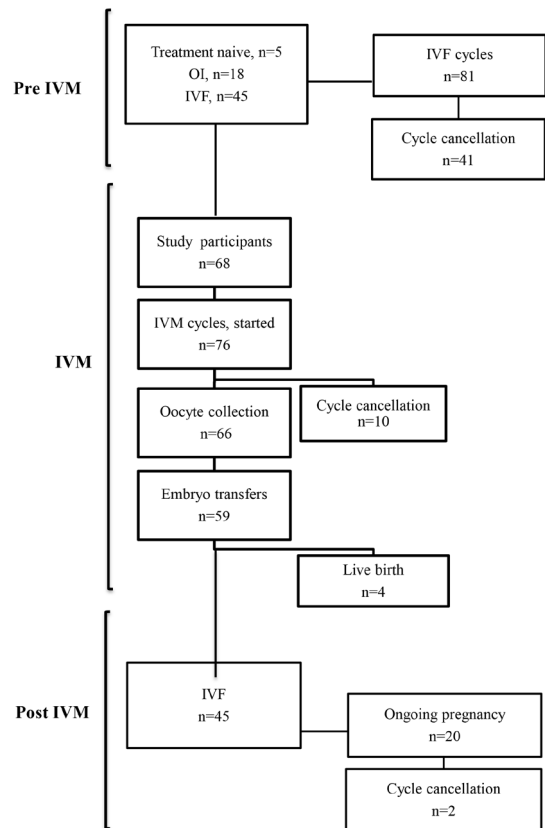 Pre IVM
Treatment naive, n=5
OI, n=18
IVF, n=45
IVF cycles
n=81
Cycle cancellation
n=41
IVM
Study participants
n=68
IVM cycles, started
n=76
Oocyte collection
n=66
Cycle cancellation
n=10
Embryo transfers
n=59
Live birth
n=4
Post IVM
IVF
n=45
Ongoing pregnancy
n=20
Cycle cancellation
n=2